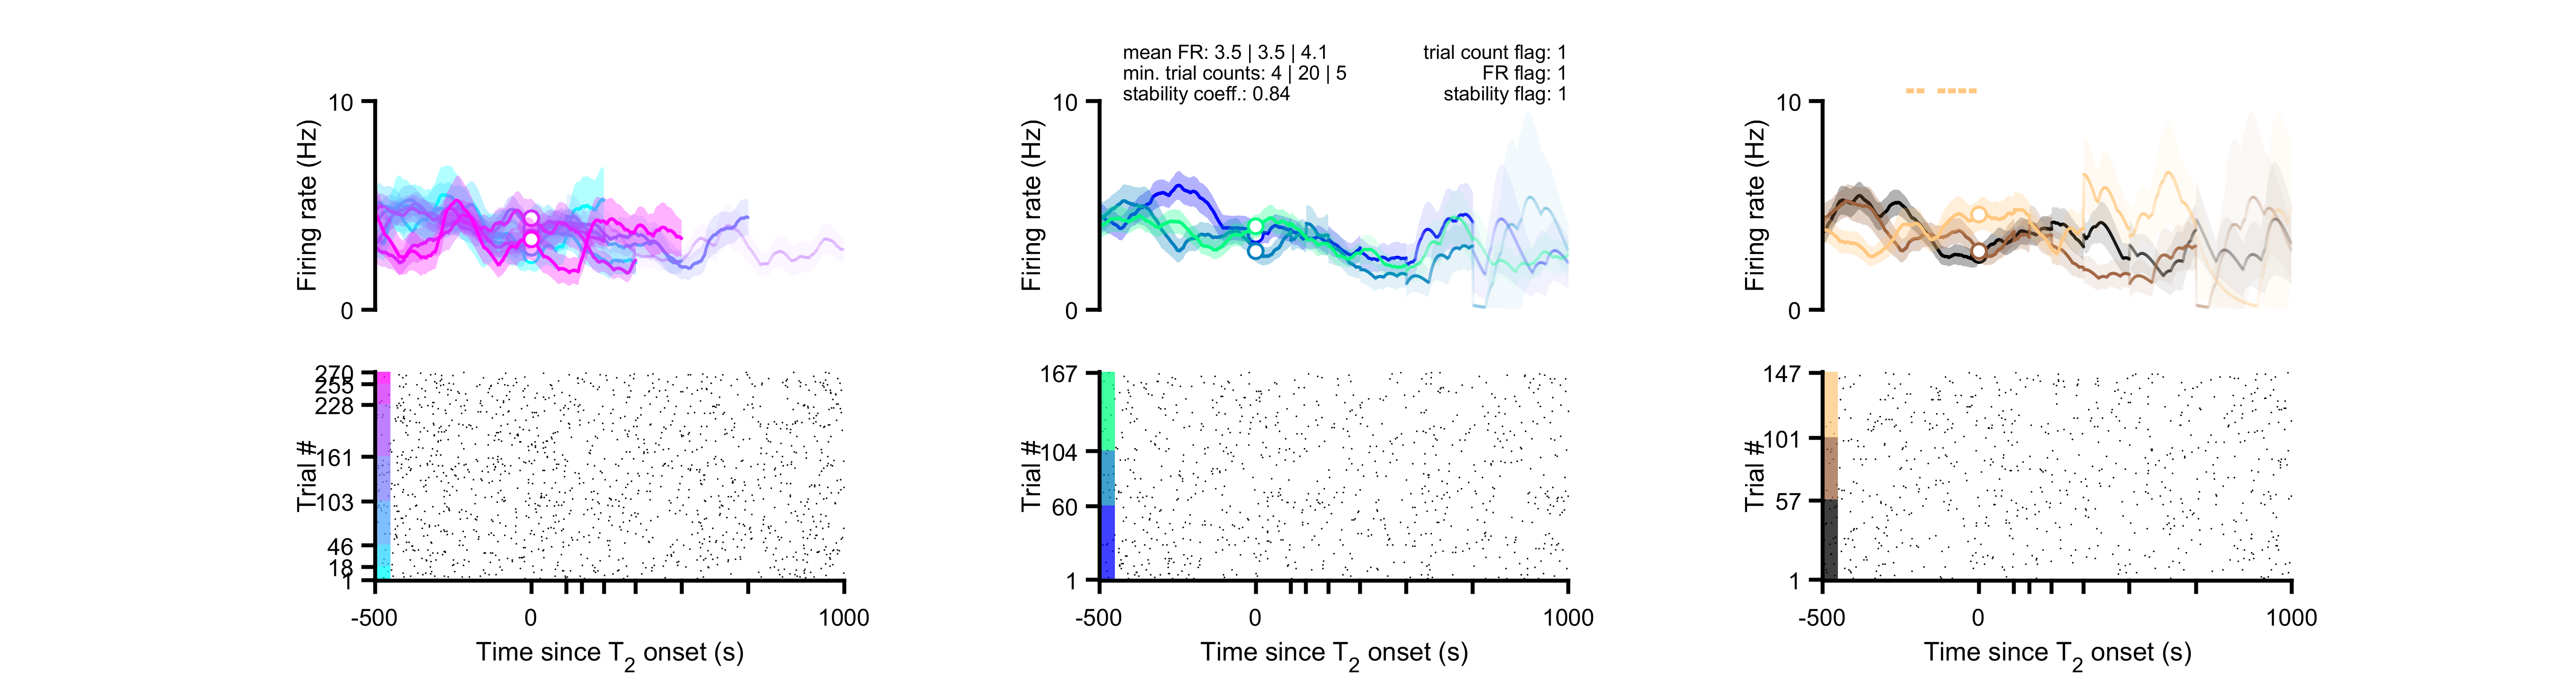 mean FR: 3.5 | 3.5 | 4.1
min. trial counts: 4 | 20 | 5
stability coeff.: 0.84
trial count flag: 1
FR flag: 1
stability flag: 1
10
Firing rate (Hz)
0
10
Firing rate (Hz)
0
10
Firing rate (Hz)
0
270
255
228
161
103
46
18
1
Trial #
-500
0
1000
Time since T2 onset (s)
167
104
60
1
Trial #
-500
0
1000
Time since T2 onset (s)
147
101
57
1
Trial #
-500
0
1000
Time since T2 onset (s)